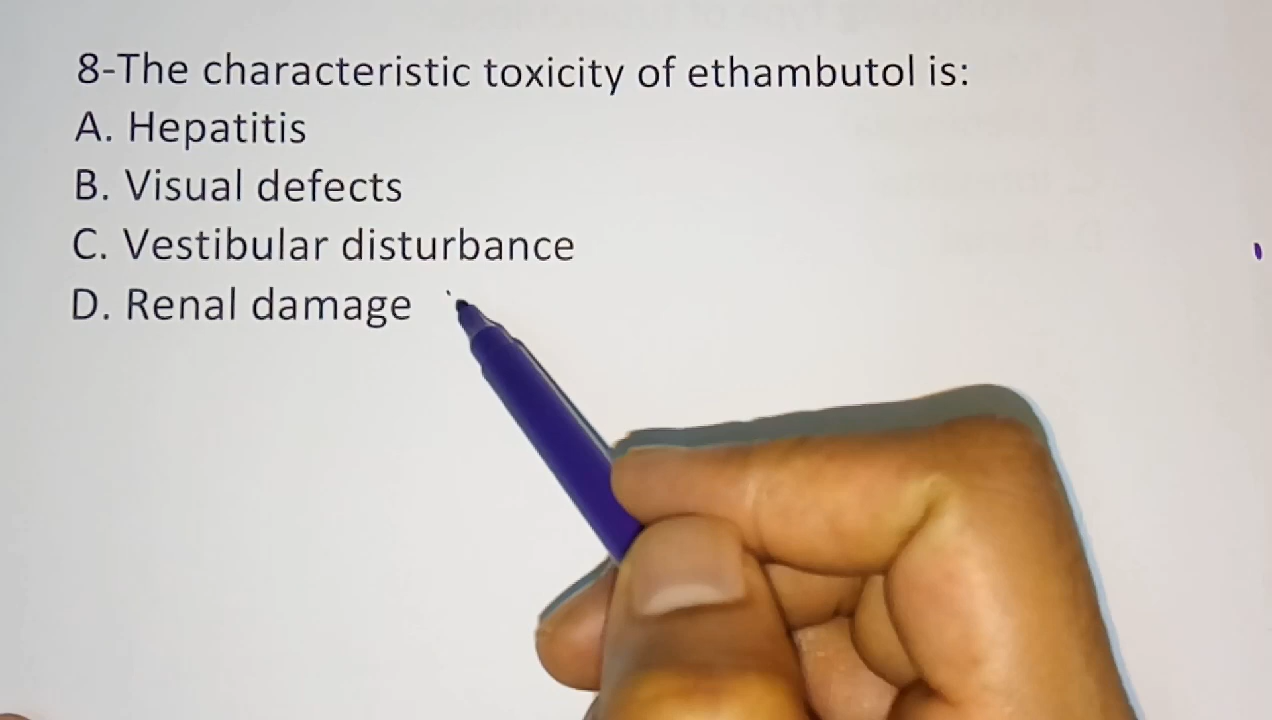 8-The characteristic toxicity of ethambutol is:
A. Hepatitis
B. Visual defects
C. Vestibular disturbance
D. Renal damage